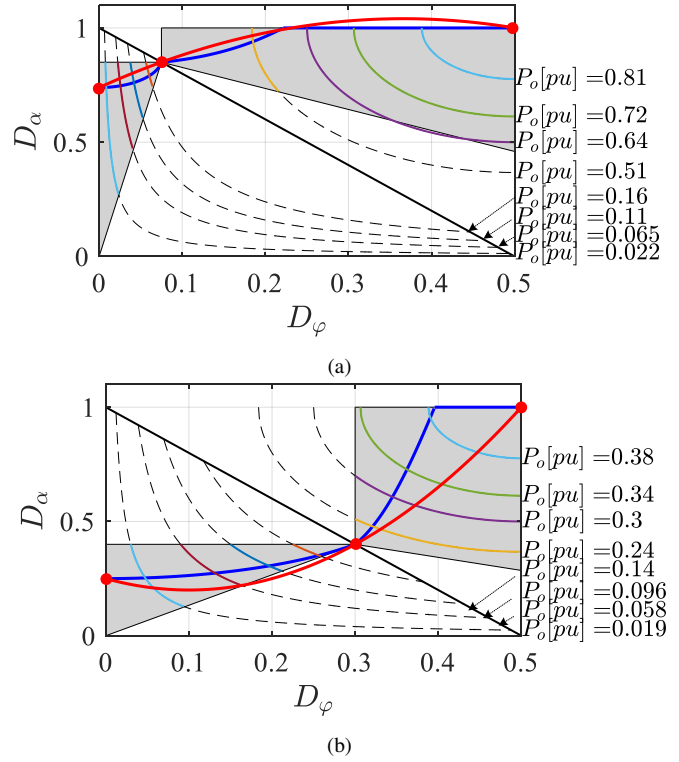 1
0.5
0
D_α
0
0.1
0.2
0.3
0.4
0.5
D_φ
P_o[pu] =0.81
P_o[pu] =0.72
P_o[pu] =0.64
P_o[pu] =0.51
P_o[pu] =0.16
P_o[pu] =0.11
P_o[pu] =0.065
P_o[pu] =0.022
(a)
1
0.5
0
D_α
0
0.1
0.2
0.3
0.4
0.5
D_φ
P_o[pu] =0.38
P_o[pu] =0.34
P_o[pu] =0.3
P_o[pu] =0.24
P_o[pu] =0.14
P_o[pu] =0.096
P_o[pu] =0.058
P_o[pu] =0.019
(b)